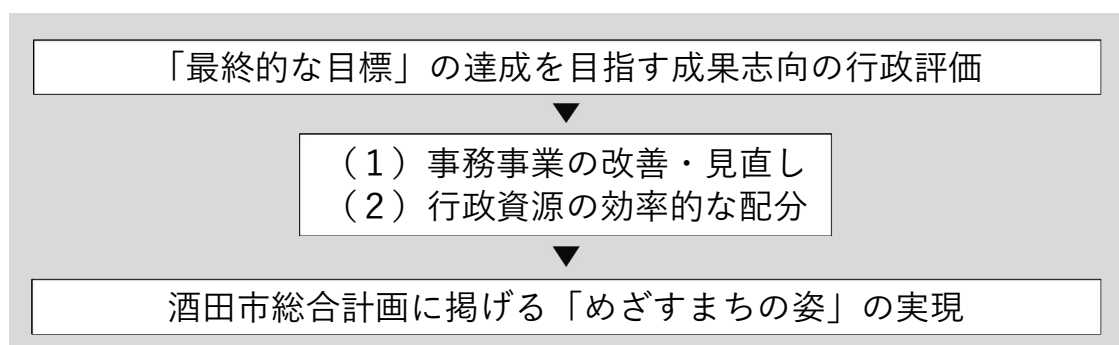 「最終的な目標」の達成を目指す成果志向の行政評価
▼
（１）事務事業の改善・見直し
（２）行政資源の効率的な配分
▼
酒田市総合計画に掲げる「めざすまちの姿」の実現